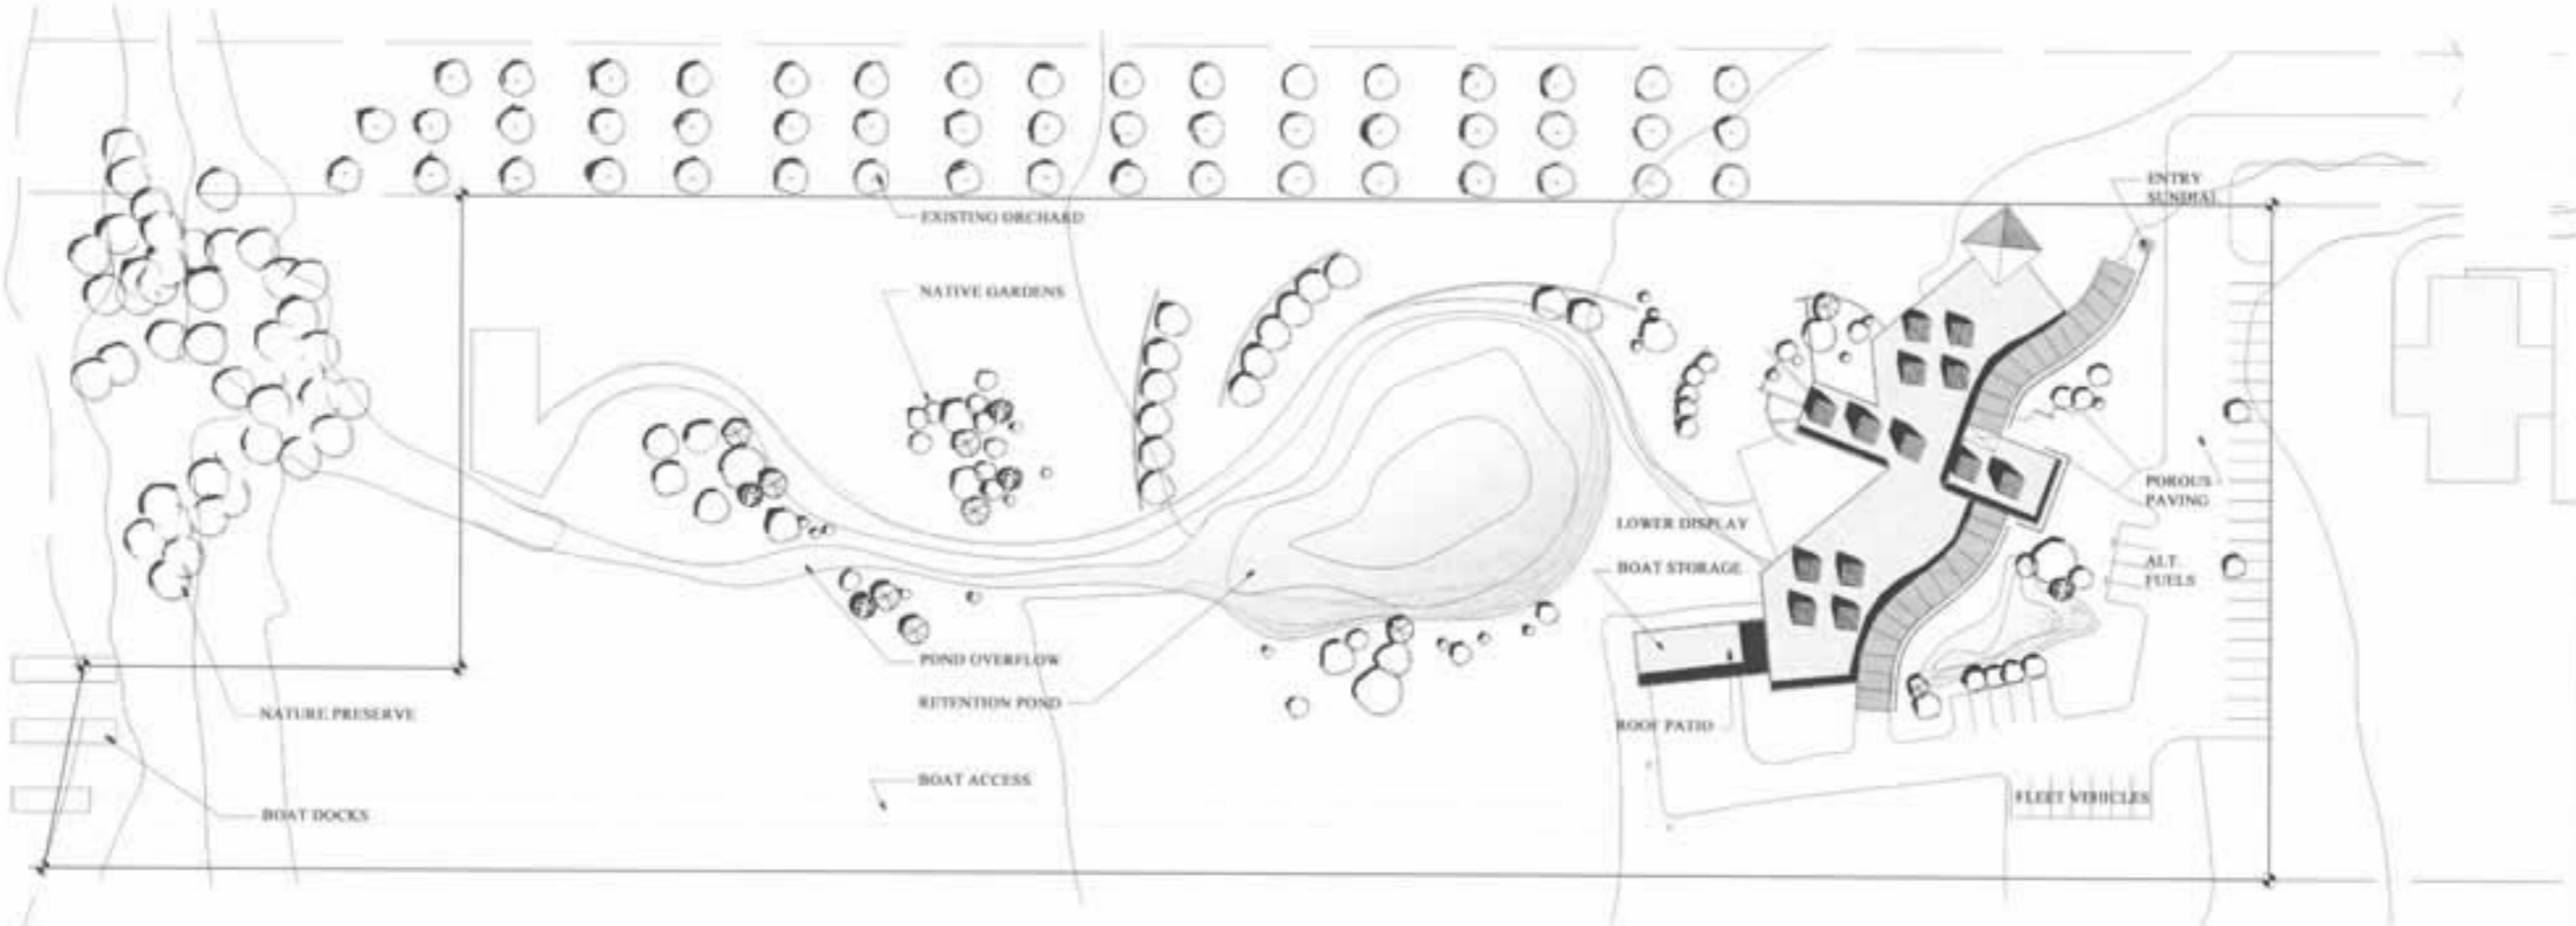 ENTRY
SUNDIAL
EXISTING ORCHARD
NATIVE GARDENS
POROUS
PAVING
LOWER DISPLAY
BOAT STORAGE
ALT.
FUELS
POND OVERFLOW
RETENTION POND
NATURE PRESERVE
ROOF PATIO
BOAT ACCESS
FLEET VEHICLES
BOAT DOCKS